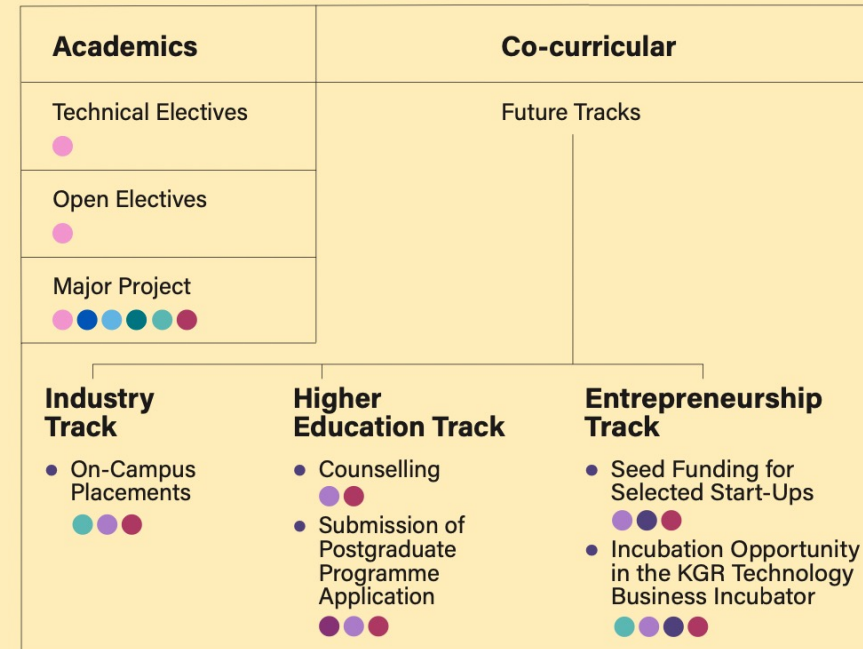 Academics
Co-curricular
Technical Electives
Future Tracks
Open Electives
Major Project
Industry
Track
On-Campus
Placements
Higher
Education Track
Counselling
Submission of
Postgraduate
Programme
Application
Entrepreneurship
Track
Seed Funding for
Selected Start-Ups
Incubation Opportunity
in the KGR Technology
Business Incubator